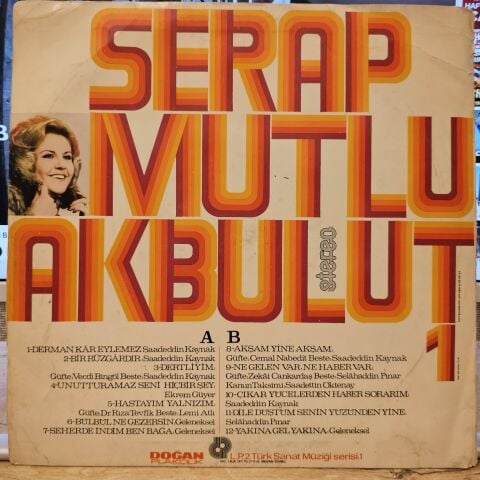 SERAP
MUTLU
AKBULUT
stereo
1
A
1-DERMAN KÂR EYLEMEZ Saadeddin Kaynak
2-BİR RÜZGÂRDIR Saadeddin Kaynak
3-DERTLİYİM
Güfte:Vecdi Bingöl Beste:Saadeddin Kaynak
4-UNUTTURAMAZ SENİ HİÇBİR ŞEY
Ekrem Güyer
5-HASTAYIM YALNIZIM
Güfte:Dr.Rıza Tevfik Beste:Lemi Atlı
6-BULBUL NE GEZERSİN Geleneksel
7-SEHERDE İNDİM BEN BAĞA Geleneksel
B
8-AKŞAM YİNE AKŞAM
Güfte:Cemal Nabedit Beste:Saadeddin Kaynak
9-NE GELEN VAR NE HABER VAR
Güfte:Zekâi Cankardaş Beste:Selâhaddin Pınar
Kanun Taksimi:Saadettin Oktenay
10-ÇIKAR YÜCELERDEN HABER SORARIM
Saadeddin Kaynak
11-DİLE DÜSTÜM SENİN YÜZÜNDEN YİNE
Selâhaddin Pınar
12-YAKINA GEL YAKINA Geleneksel
DOĞAN
PLAKÇILIK
L.P.2 Türk Sanat Müziği serisi.1